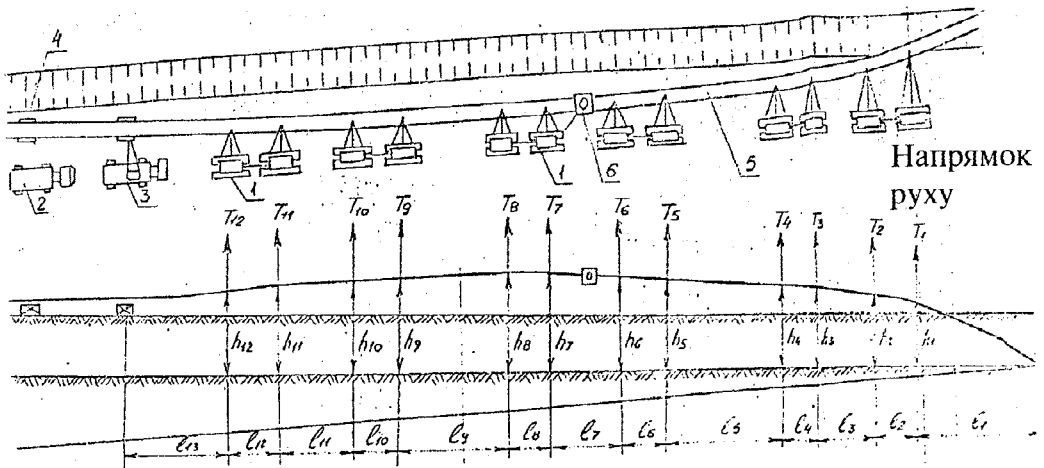 4
5
Напрямок
руху
2
3
1
1
6
T12
T11
T10
T9
T8
T7
T6
T5
T4
T3
T2
T1
h12
h11
h10
h9
h8
h7
h6
h5
h4
h3
h1
ℓ13
ℓ12
ℓ11
ℓ10
ℓ9
ℓ8
ℓ7
ℓ6
ℓ5
ℓ4
ℓ3
ℓ2
ℓ1